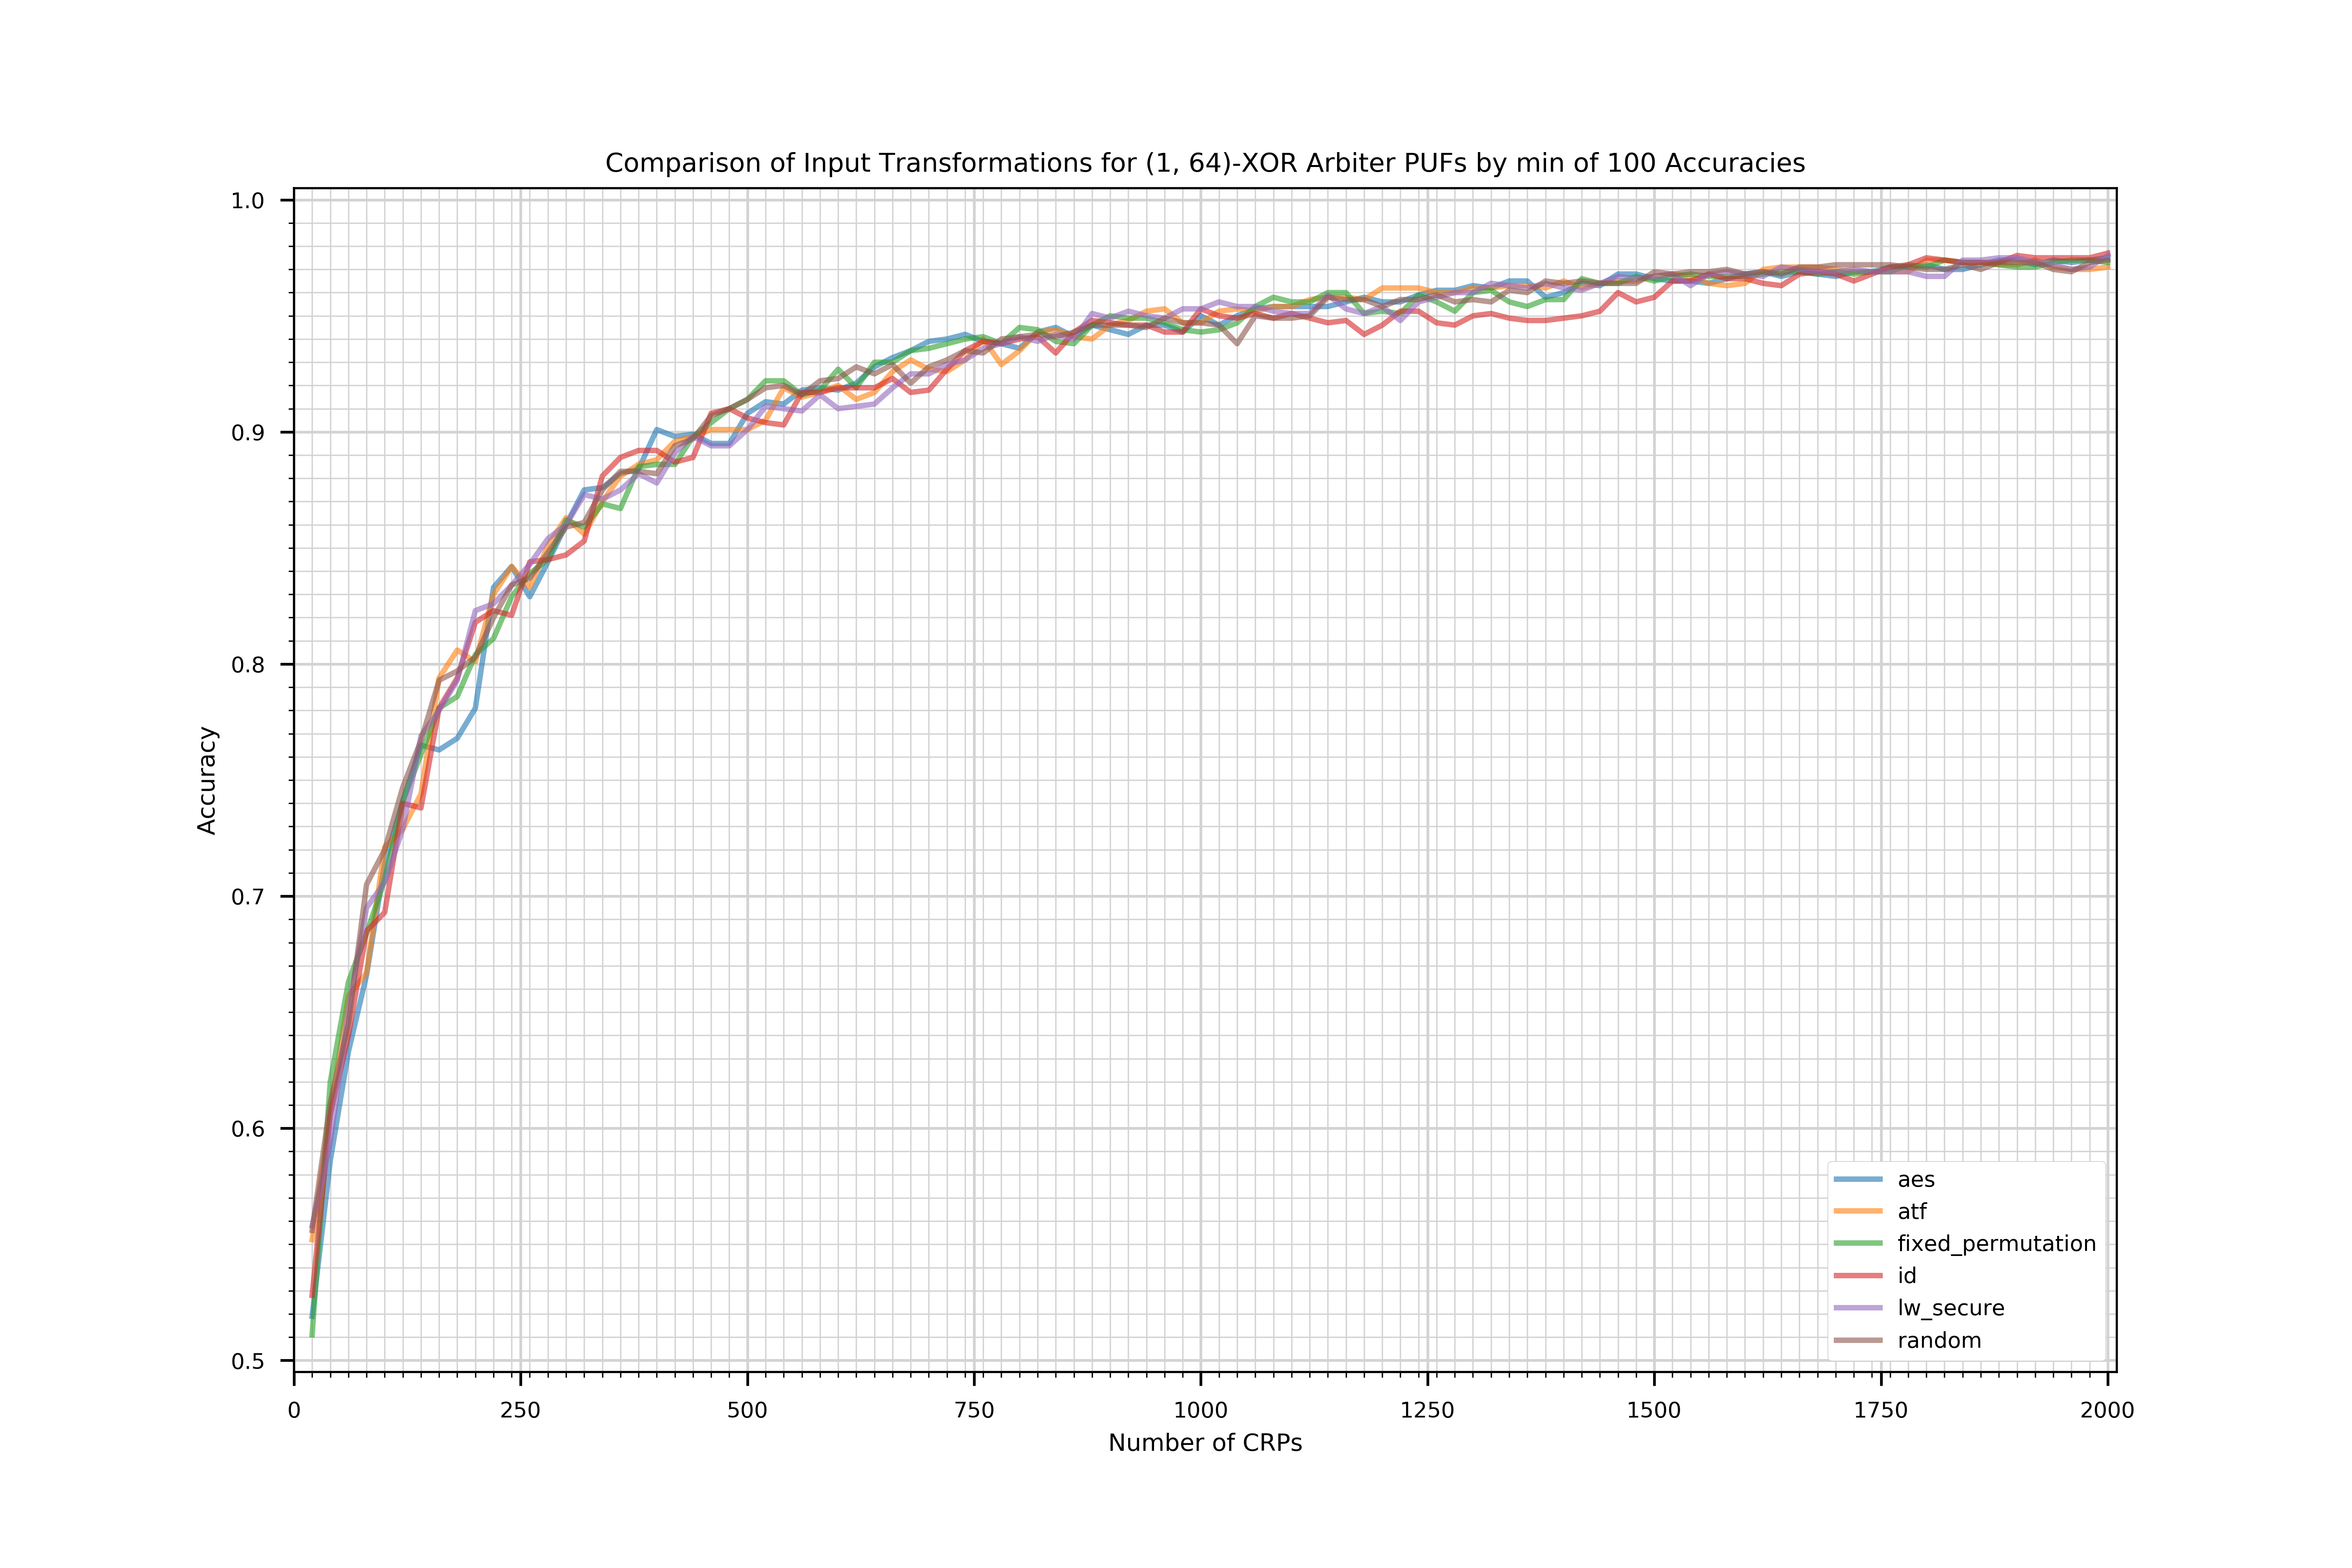 Comparison of Input Transformations for (1, 64)-XOR Arbiter PUFs by min of 100 Accuracies
1.0
0.9
0.8
0.7
0.6
0.5
Accuracy
0 250 500 750 1000 1250 1500 1750 2000
Number of CRPs
aes
atf
fixed_permutation
id
lw_secure
random